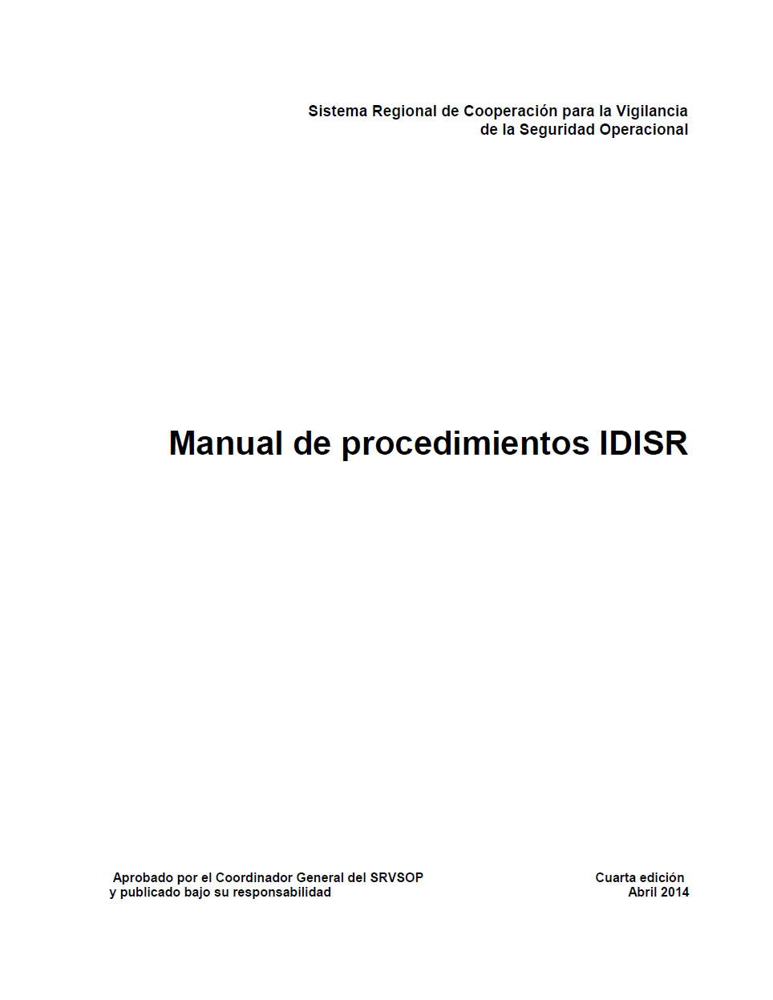 Sistema Regional de Cooperación para la Vigilancia
de la Seguridad Operacional
Manual de procedimientos IDISR
Aprobado por el Coordinador General del SRVSOP
y publicado bajo su responsabilidad
Cuarta edición
Abril 2014